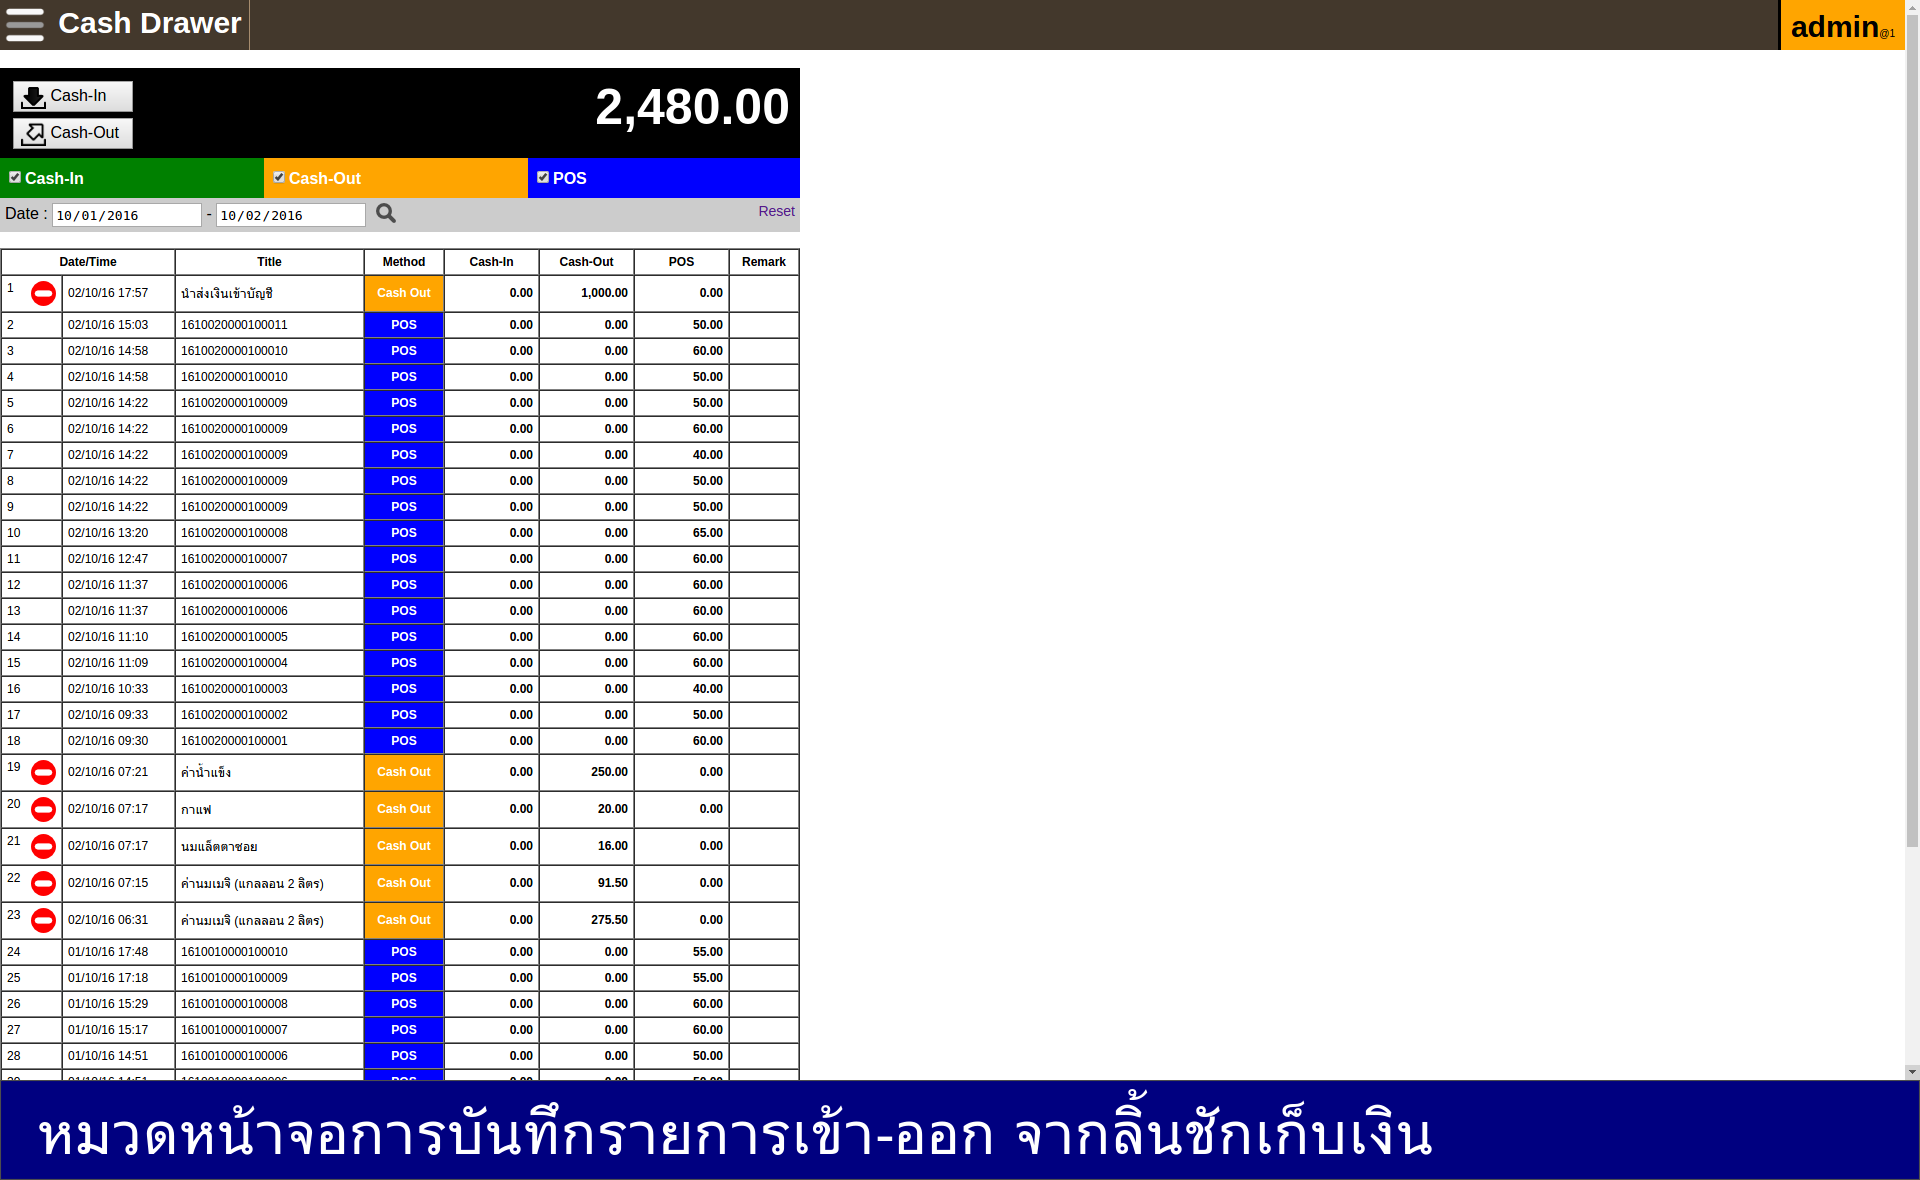 Cash Drawer
admin@1
Cash-In
2,480.00
Cash-Out
Cash-In Cash-Out POS
Date : 10/01/2016 - 10/02/2016 Reset
Date/Time Title Method Cash-In Cash-Out POS Remark
1 02/10/16 17:57 นำส่งเงินเข้าบัญชี Cash Out 0.00 1,000.00 0.00
2 02/10/16 15:03 1610020000100011 POS 0.00 0.00 50.00
3 02/10/16 14:58 1610020000100010 POS 0.00 0.00 60.00
4 02/10/16 14:58 1610020000100010 POS 0.00 0.00 50.00
5 02/10/16 14:22 1610020000100009 POS 0.00 0.00 50.00
6 02/10/16 14:22 1610020000100009 POS 0.00 0.00 60.00
7 02/10/16 14:22 1610020000100009 POS 0.00 0.00 40.00
8 02/10/16 14:22 1610020000100009 POS 0.00 0.00 50.00
9 02/10/16 14:22 1610020000100009 POS 0.00 0.00 50.00
10 02/10/16 13:20 1610020000100008 POS 0.00 0.00 65.00
11 02/10/16 12:47 1610020000100007 POS 0.00 0.00 60.00
12 02/10/16 11:37 1610020000100006 POS 0.00 0.00 60.00
13 02/10/16 11:37 1610020000100006 POS 0.00 0.00 60.00
14 02/10/16 11:10 1610020000100005 POS 0.00 0.00 60.00
15 02/10/16 11:09 1610020000100004 POS 0.00 0.00 60.00
16 02/10/16 10:33 1610020000100003 POS 0.00 0.00 40.00
17 02/10/16 09:33 1610020000100002 POS 0.00 0.00 50.00
18 02/10/16 09:30 1610020000100001 POS 0.00 0.00 60.00
19 02/10/16 07:21 ค่าน้ำแข็ง Cash Out 0.00 250.00 0.00
20 02/10/16 07:17 กาแฟ Cash Out 0.00 20.00 0.00
21 02/10/16 07:17 นมแล็ตตาซอย Cash Out 0.00 16.00 0.00
22 02/10/16 07:15 ค่านมเมจิ (แกลลอน 2 ลิตร) Cash Out 0.00 91.50 0.00
23 02/10/16 06:31 ค่านมเมจิ (แกลลอน 2 ลิตร) Cash Out 0.00 275.50 0.00
24 01/10/16 17:48 1610010000100010 POS 0.00 0.00 55.00
25 01/10/16 17:18 1610010000100009 POS 0.00 0.00 55.00
26 01/10/16 15:29 1610010000100008 POS 0.00 0.00 60.00
27 01/10/16 15:17 1610010000100007 POS 0.00 0.00 60.00
28 01/10/16 14:51 1610010000100006 POS 0.00 0.00 50.00
หมวดหน้าจอการบันทึกรายการเข้า-ออก จากลิ้นชักเก็บเงิน